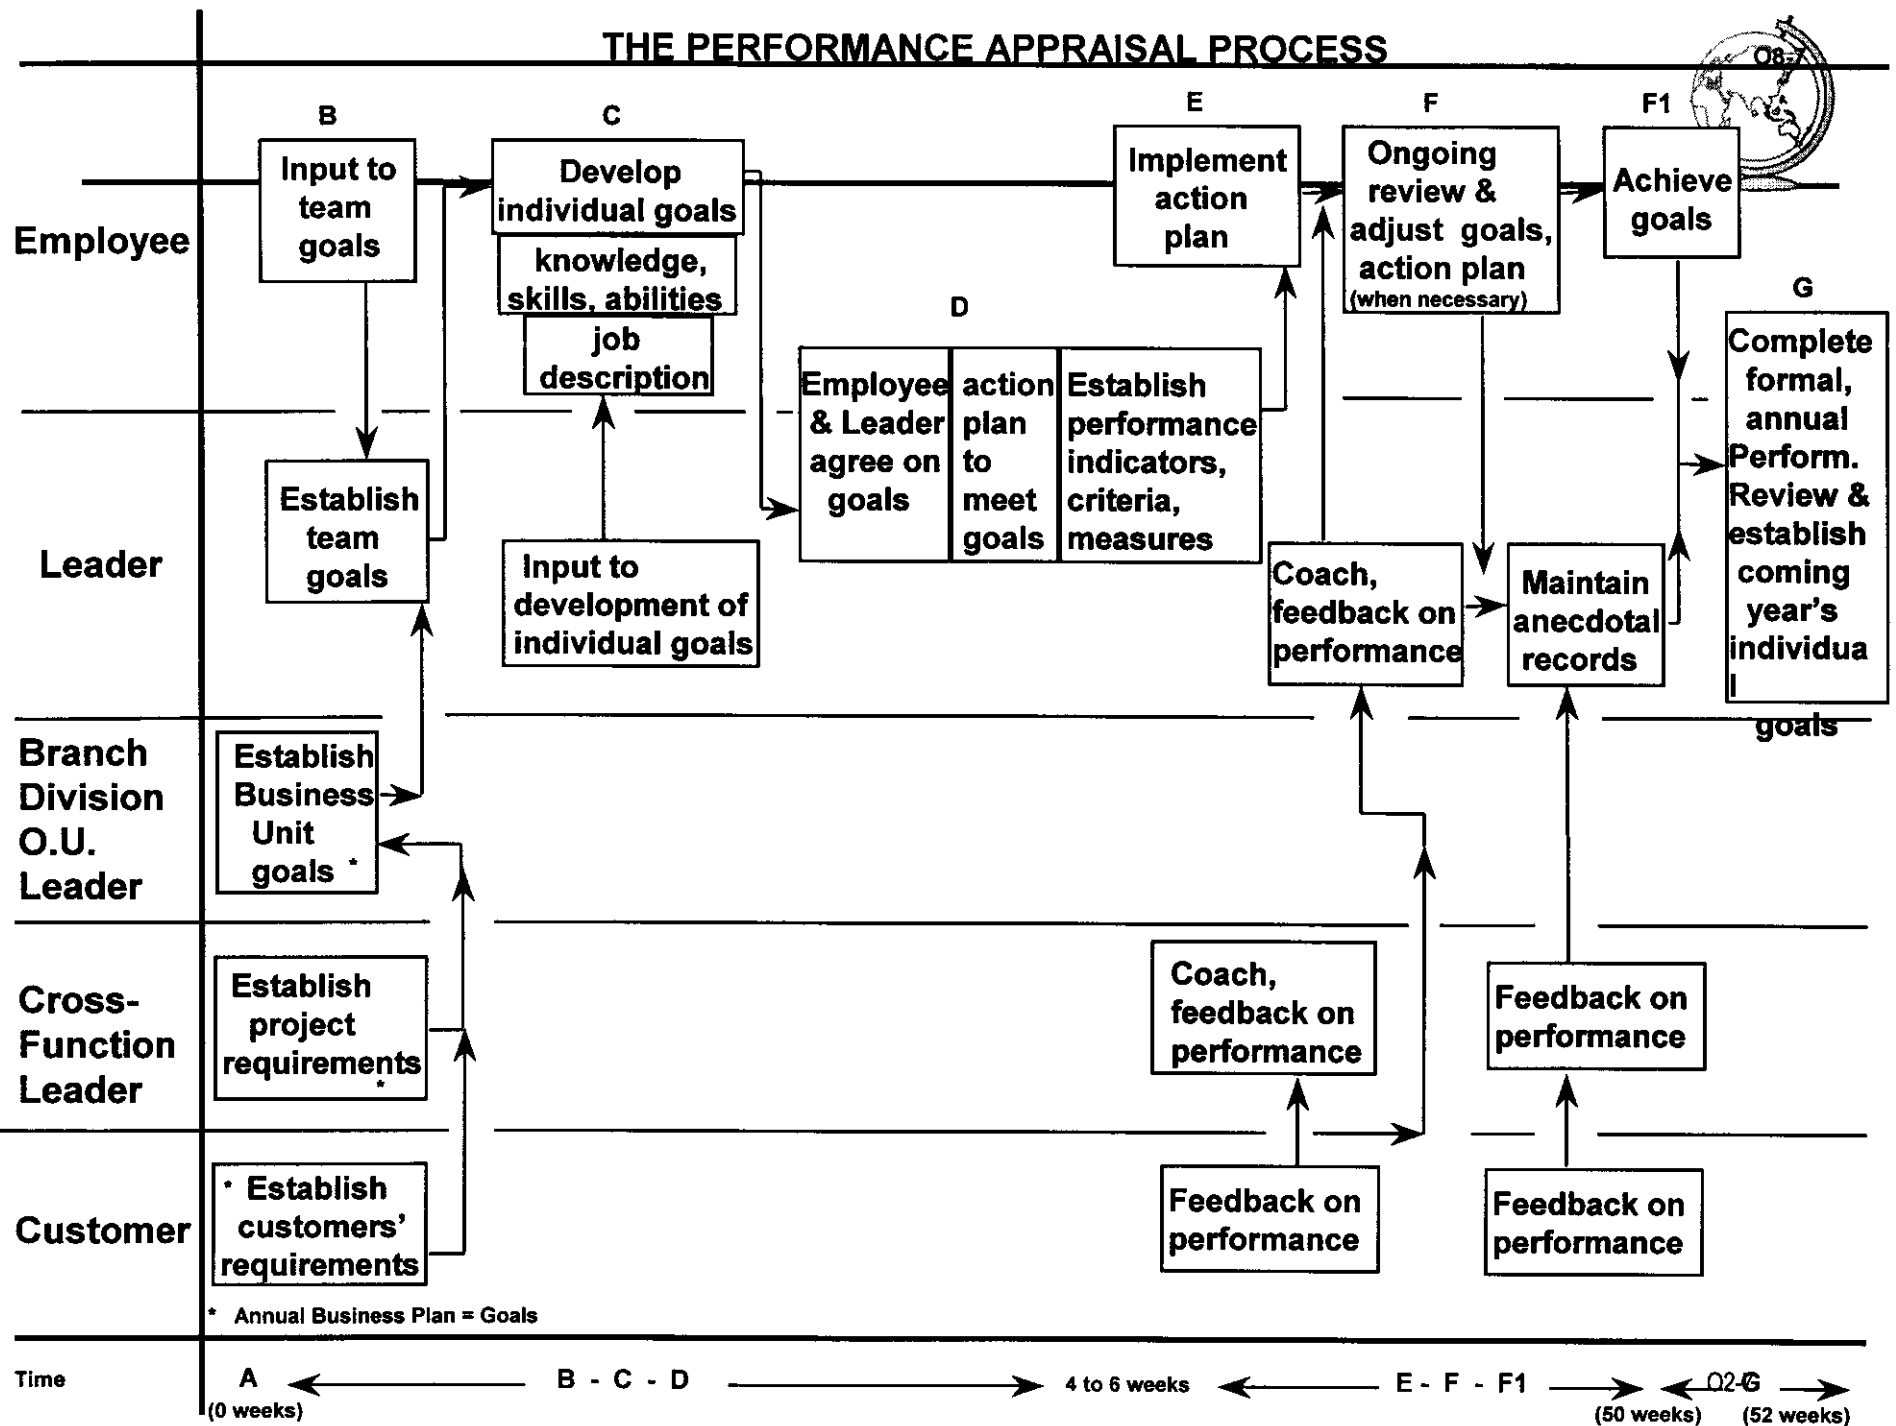 THE PERFORMANCE APPRAISAL PROCESS
O8-7
B
C
E
F
F1
Employee
Input to
team
goals
Develop
individual goals
knowledge,
skills, abilities
job
description
D
Employee
& Leader
agree on
goals
action
plan
to
meet
goals
Establish
performance
indicators,
criteria,
measures
Implement
action
plan
Ongoing
review &
adjust goals,
action plan
(when necessary)
Achieve
goals
G
Complete
formal,
annual
Perform.
Review &
establish
coming
year's
individua
l
goals
Leader
Establish
team
goals
Input to
development of
individual goals
Coach,
feedback on
performance
Maintain
anecdotal
records
Branch
Division
O.U.
Leader
Establish
Business
Unit
goals *
Cross-
Function
Leader
Establish
project
requirements
*
Coach,
feedback on
performance
Feedback on
performance
Customer
* Establish
customers'
requirements
Feedback on
performance
Feedback on
performance
* Annual Business Plan = Goals
Time
A
(0 weeks)
B - C - D
4 to 6 weeks
E - F - F1
(50 weeks)
G
(52 weeks)